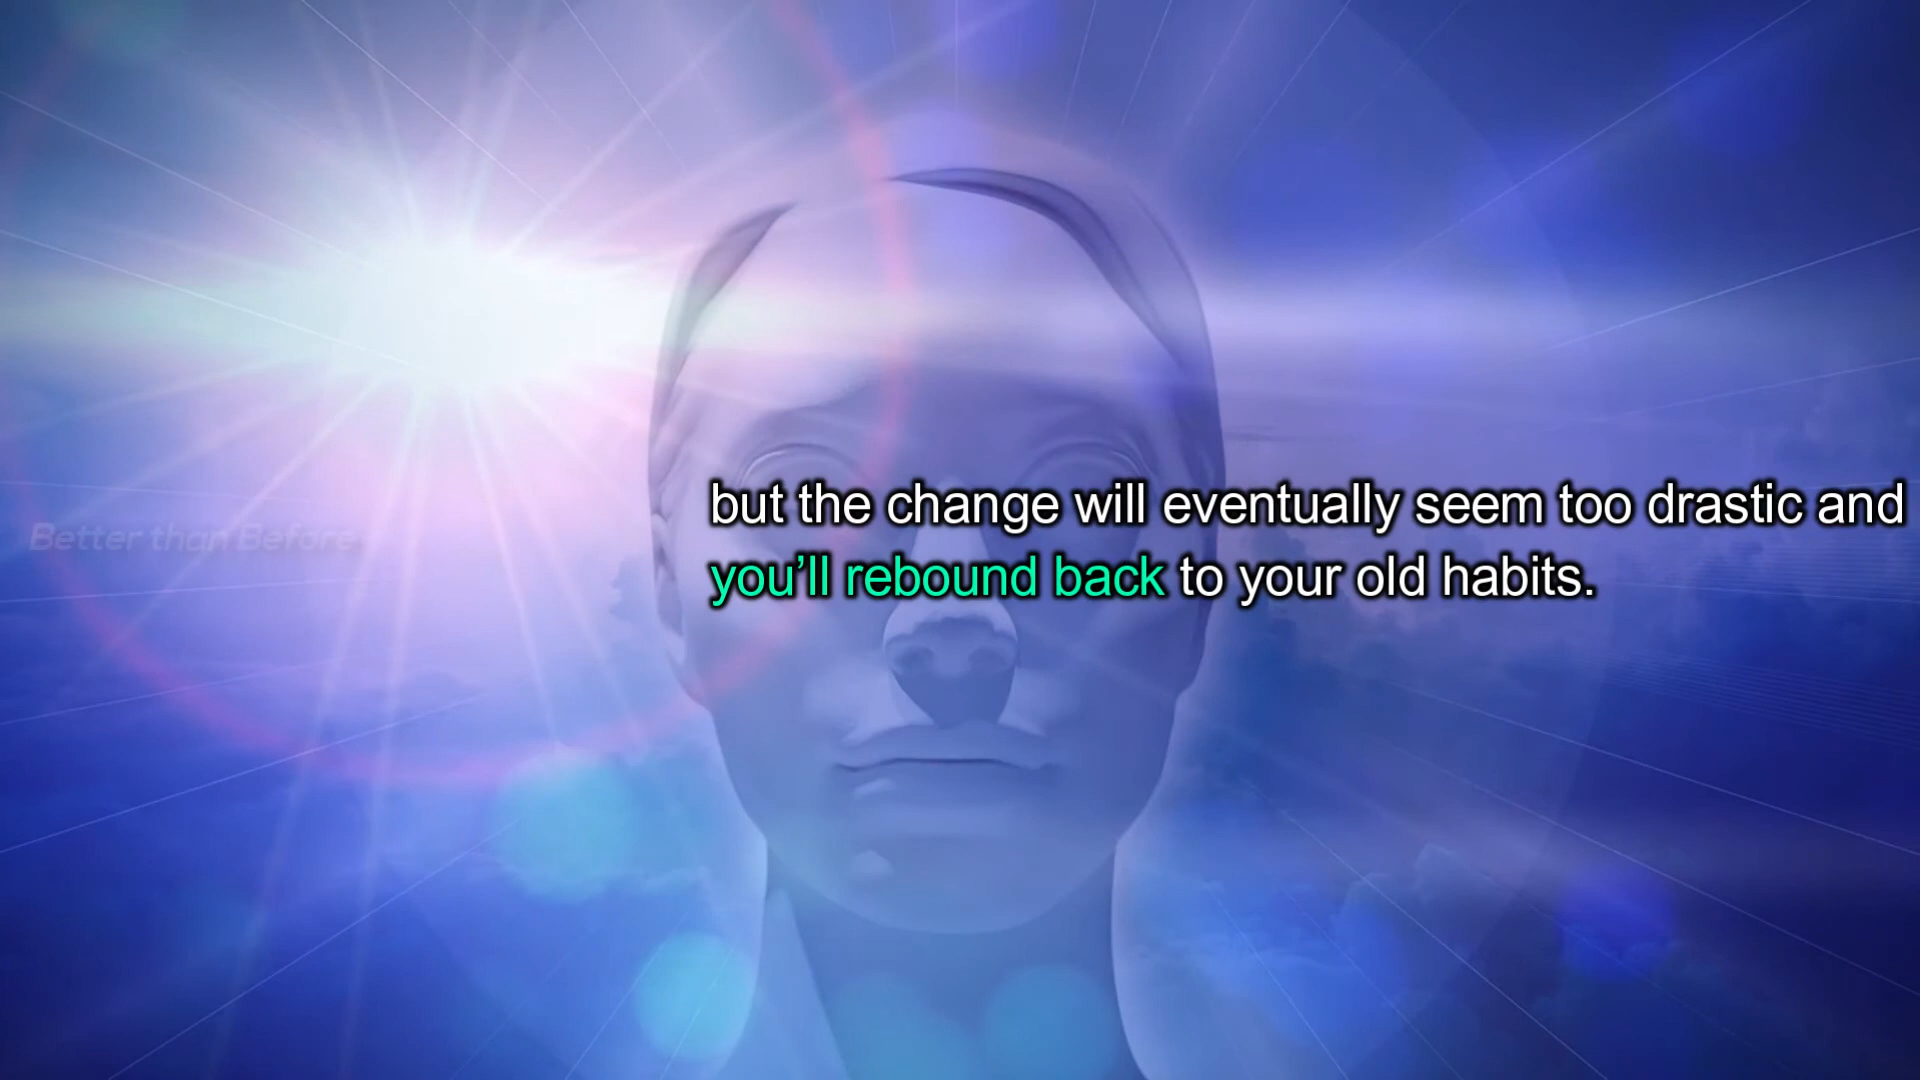 but the change will eventually seem too drastic and
you’ll rebound back to your old habits.
Better than Before